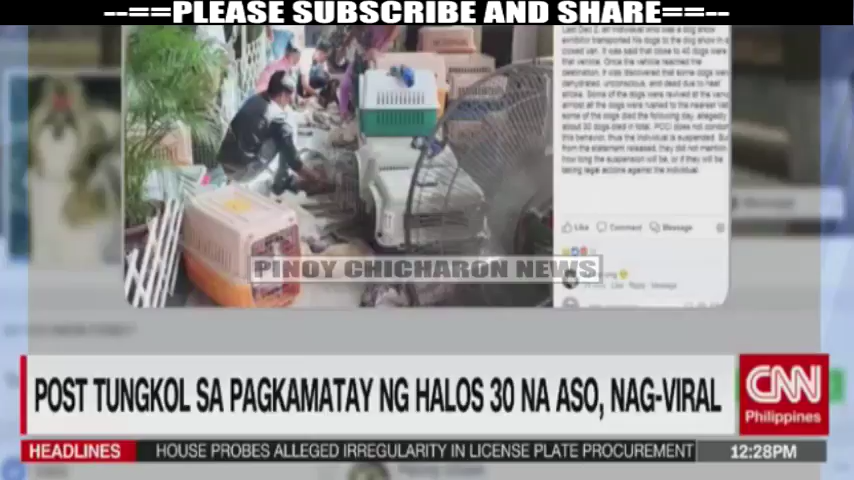 --==PLEASE SUBSCRIBE AND SHARE==--
Last Dec 2, an individual who was a dog show
exhibitor transported his dogs to the dog show in a
closed van. It was said that close to 40 dogs were
that vehicle. Once the vehicle reached the
destination, it was discovered that some dogs were
dehydrated, unconscious, and dead due to heat
stroke. Some of the dogs were revived at the venue
almost all the dogs were rushed to the nearest
some of the dogs died the following day, allegedly
about 30 dogs died in total. PCCI does not condone
this behavior, thus the individual is suspended. But
from the statement released, they did not mention
how long the suspension will be, or if they will be
taking legal actions against the individual.
Like Comment Message
PINOY CHICHARON NEWS
Like Reply Message
POST TUNGKOL SA PAGKAMATAY NG HALOS 30 NA ASO, NAG-VIRAL
CNN
Philippines
HEADLINES HOUSE PROBES ALLEGED IRREGULARITY IN LICENSE PLATE PROCUREMENT 12:28PM